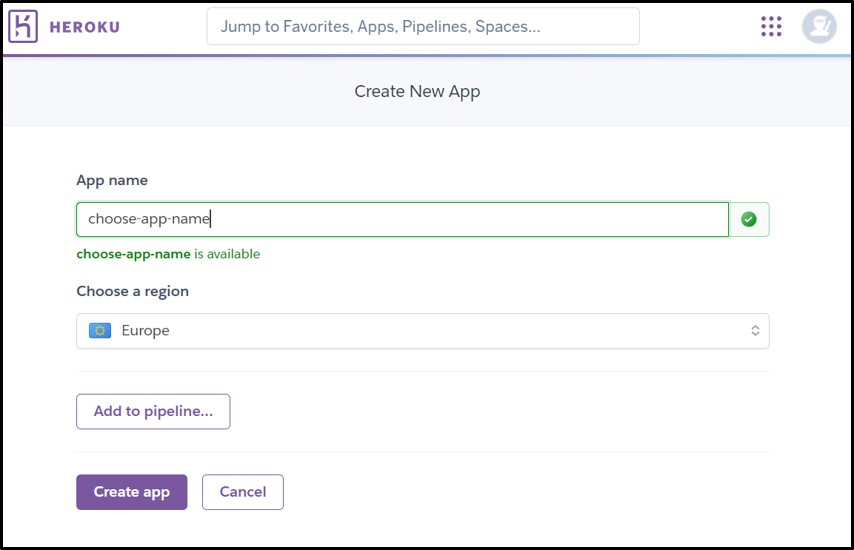 HEROKU
Jump to Favorites, Apps, Pipelines, Spaces...
Create New App
App name
choose-app-name
choose-app-name is available
Choose a region
Europe
Add to pipeline...
Create app
Cancel